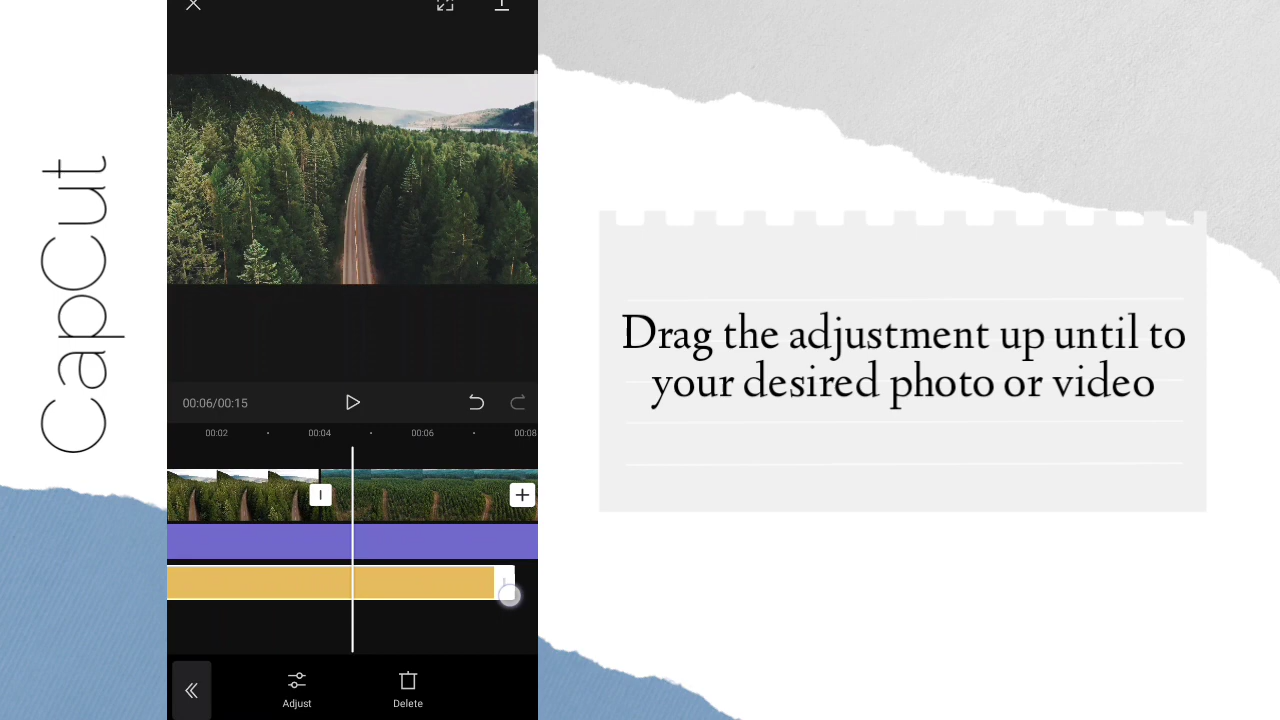 CapCut
00:06/00:15
00:02
00:04
00:06
00:08
Adjust
Delete
Drag the adjustment up until to
your desired photo or video